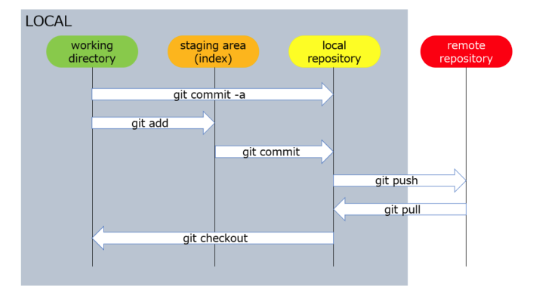 LOCAL
working
directory
staging area
(index)
local
repository
remote
repository
git commit -a
git add
git commit
git push
git pull
git checkout